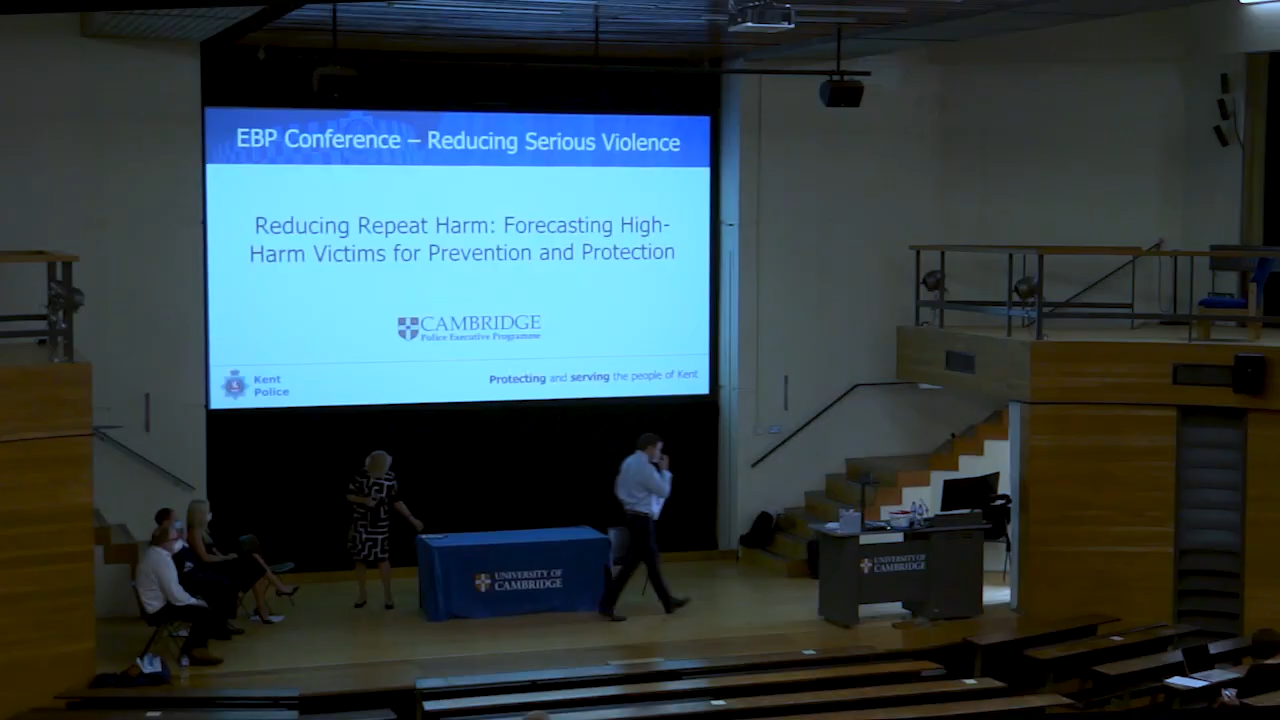 EBP Conference – Reducing Serious Violence
Reducing Repeat Harm: Forecasting High-
Harm Victims for Prevention and Protection
CAMBRIDGE
Police Executive Programme
Kent
Police
Protecting and serving the people of Kent
UNIVERSITY OF
CAMBRIDGE
UNIVERSITY OF
CAMBRIDGE